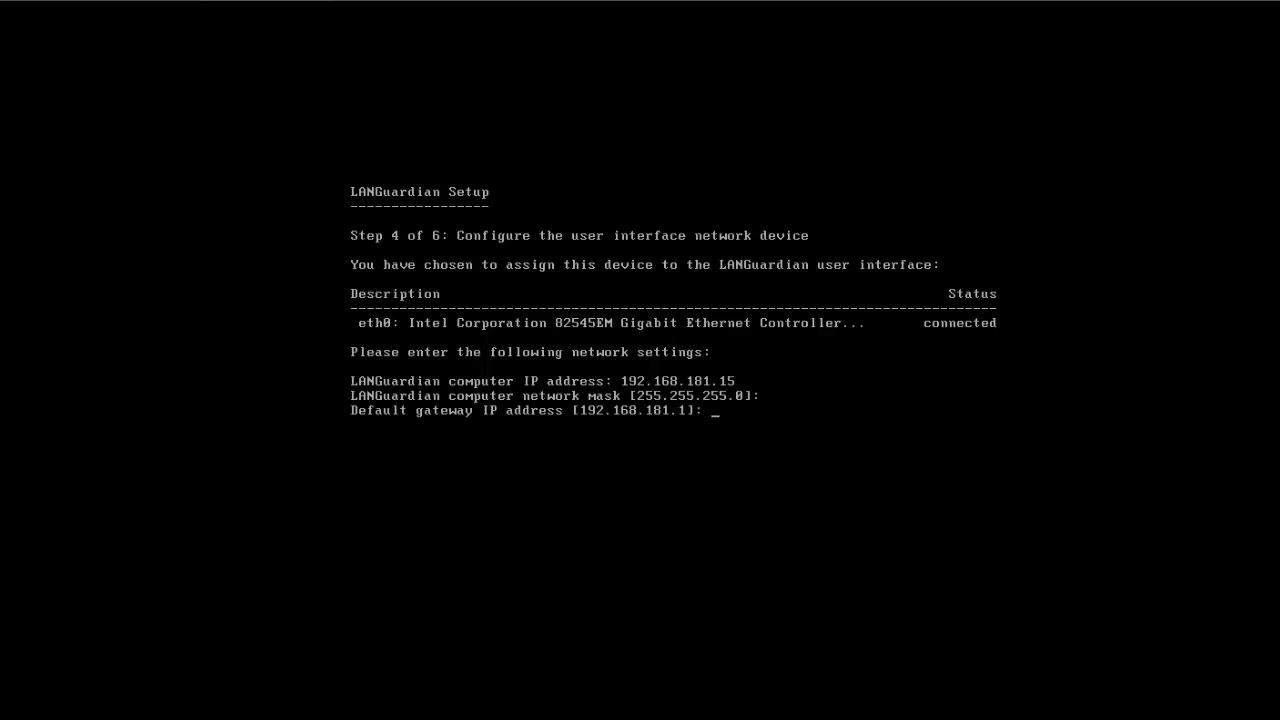 LANGuardian Setup
-----------------
Step 4 of 6: Configure the user interface network device
You have chosen to assign this device to the LANGuardian user interface:
Description Status
-------------------------------------------------------------------------------
eth0: Intel Corporation 82545EM Gigabit Ethernet Controller... connected
Please enter the following network settings:
LANGuardian computer IP address: 192.168.181.15
LANGuardian computer network mask [255.255.255.0]:
Default gateway IP address [192.168.181.1]: _